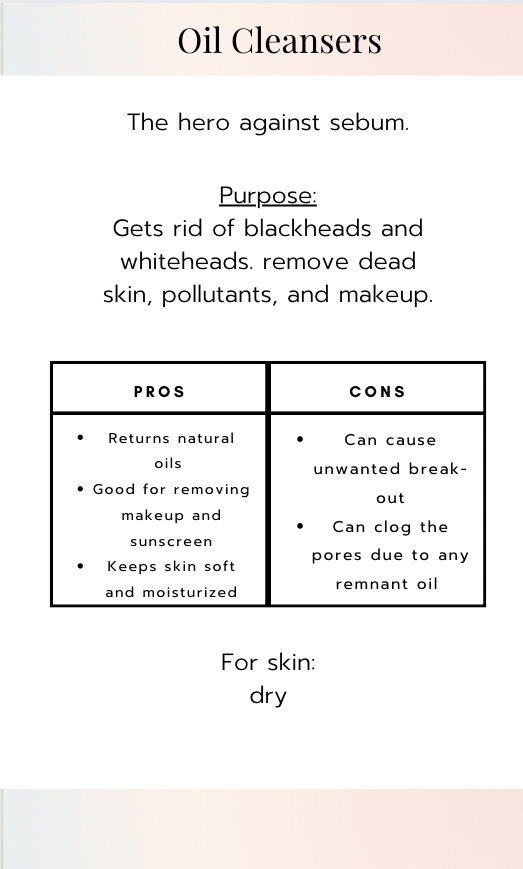 Oil Cleansers
The hero against sebum.
Purpose:
Gets rid of blackheads and
whiteheads. remove dead
skin, pollutants, and makeup.
PROS
• Returns natural
oils
• Good for removing
makeup and
sunscreen
• Keeps skin soft
and moisturized
CONS
• Can cause
unwanted break-
out
• Can clog the
pores due to any
remnant oil
For skin:
dry